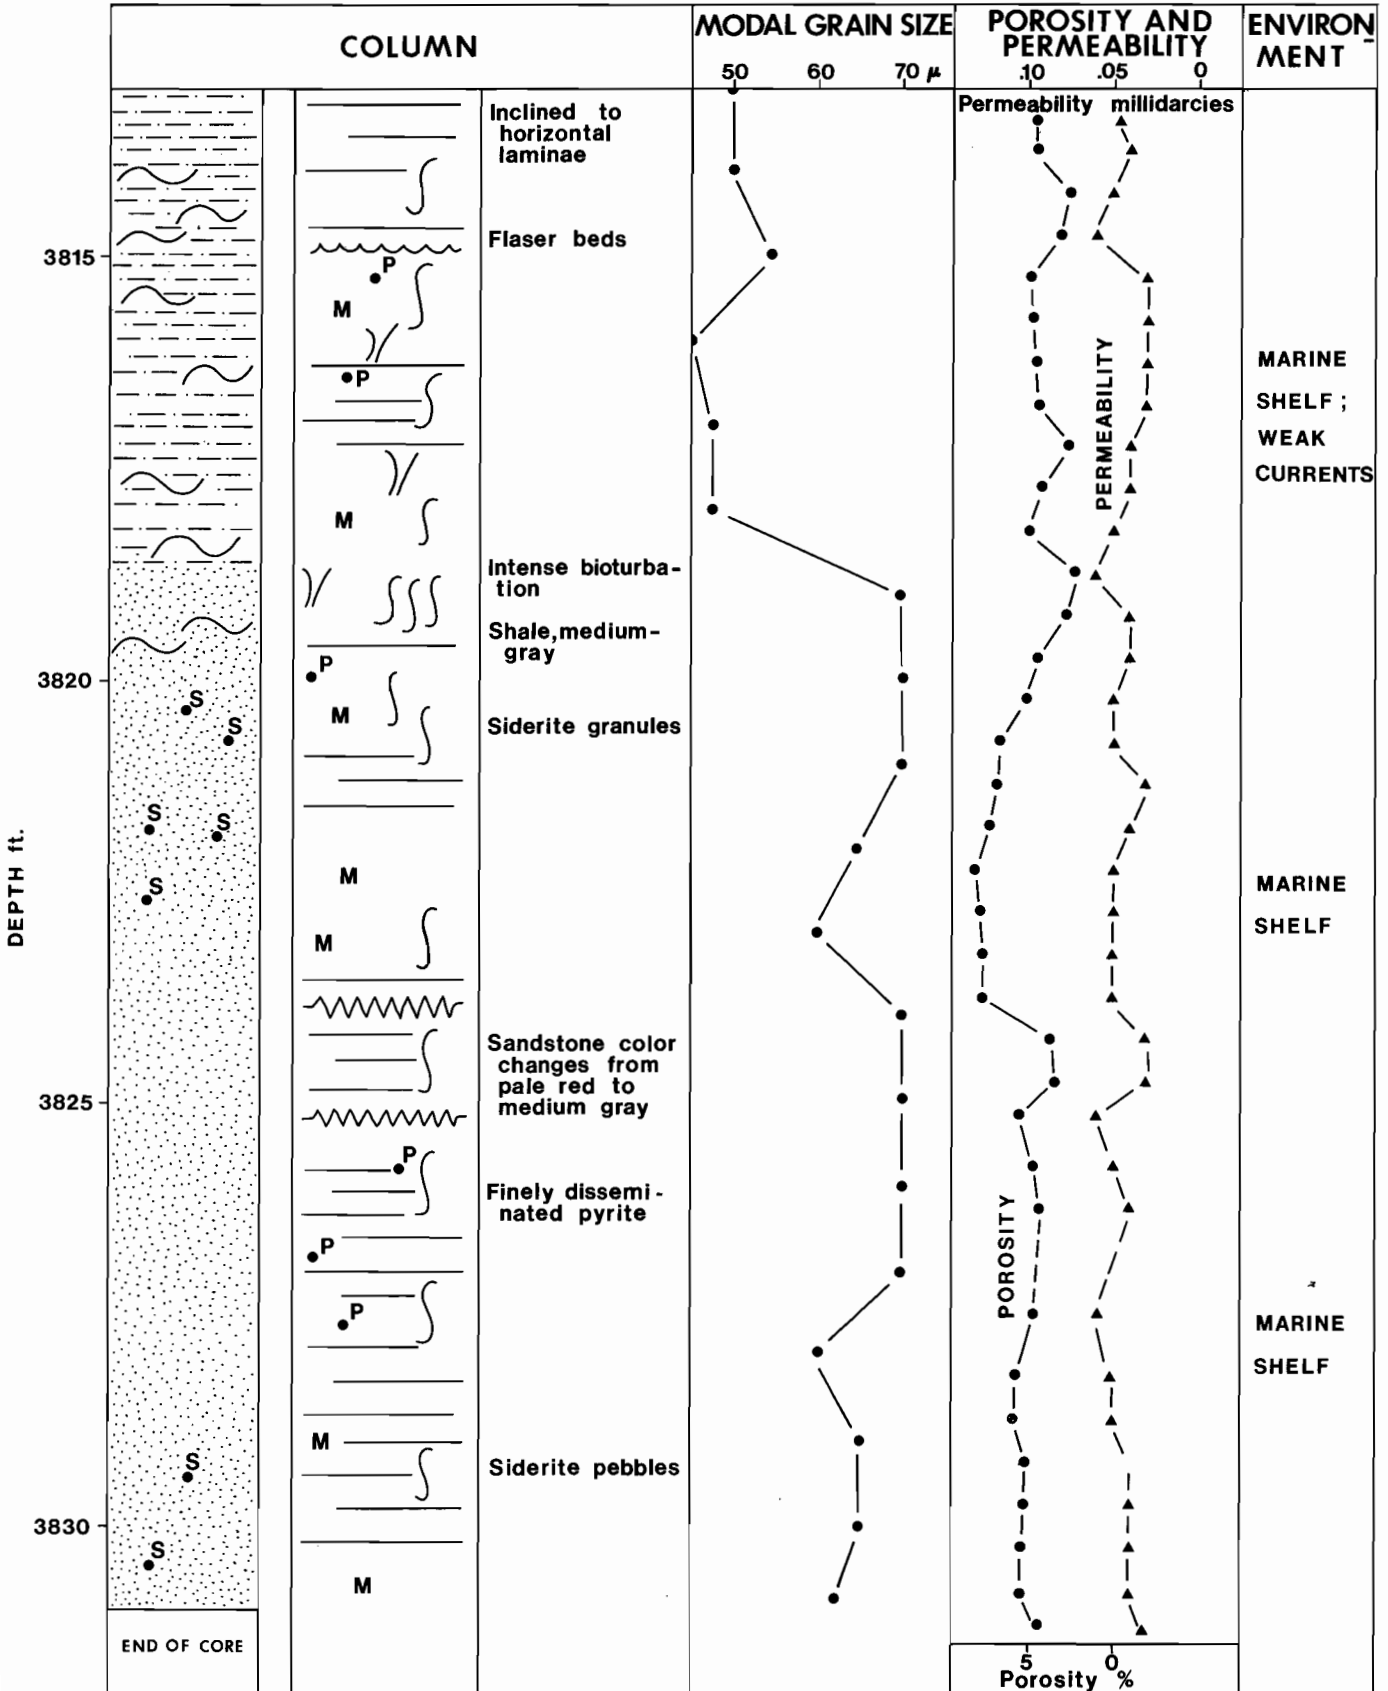 COLUMN
MODAL GRAIN SIZE
50 60 70 μ
POROSITY AND
PERMEABILITY
.10 .05 0
ENVIRON-
MENT
Permeability millidarcies
Inclined to
horizontal
laminae
Flaser beds
3815
P
M
P
M
PERMEABILITY
MARINE
SHELF ;
WEAK
CURRENTS
Intense bioturba-
tion
Shale, medium-
gray
3820
P
S
M
S
Siderite granules
S
S
M
S
M
DEPTH ft.
MARINE
SHELF
Sandstone color
changes from
pale red to
medium gray
3825
P
Finely dissemi-
nated pyrite
P
P
POROSITY
MARINE
SHELF
M
S
Siderite pebbles
3830
S
M
END OF CORE
5 0
Porosity %